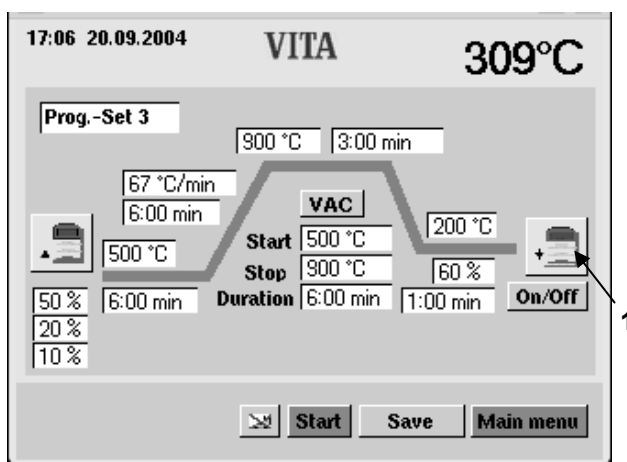 17:06 20.09.2004
VITA
309°C
Prog.-Set 3
900 °C
3:00 min
67 °C/min
6:00 min
VAC
500 °C
Start
500 °C
200 °C
Stop
900 °C
60 %
50 %
6:00 min
Duration
6:00 min
1:00 min
On/Off
20 %
10 %
1
Start
Save
Main menu